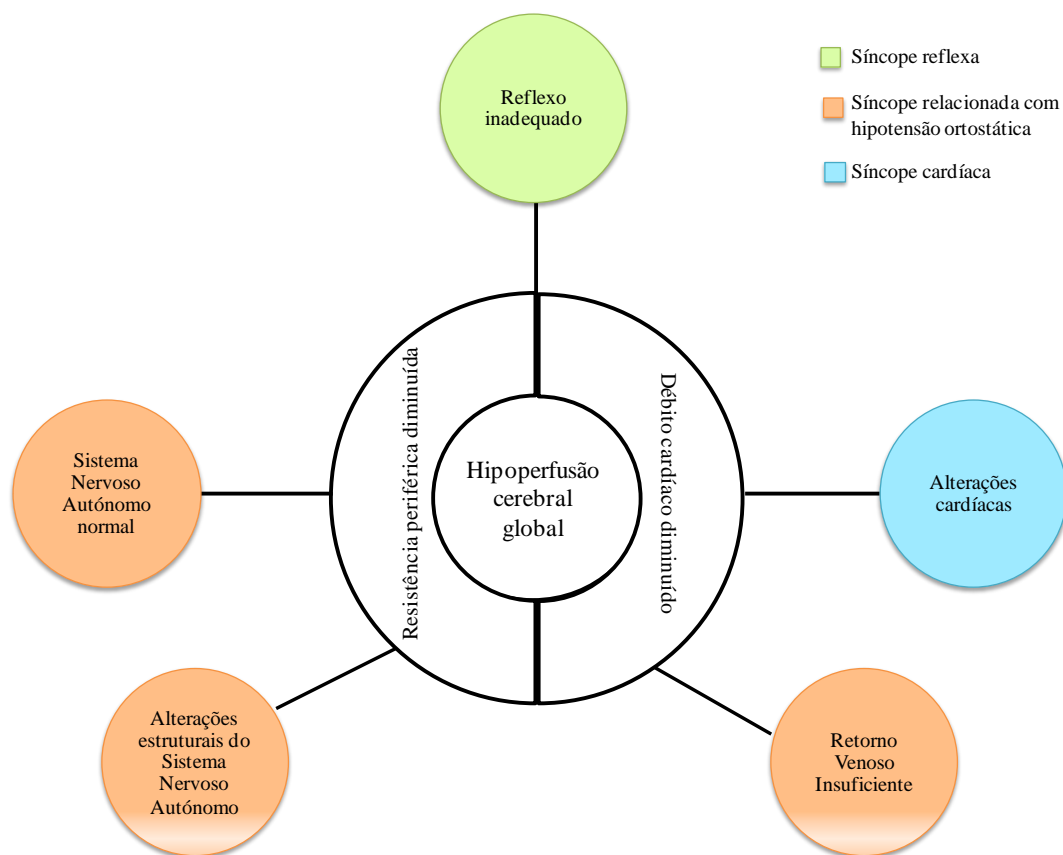 Reflexo
inadequado
Síncope reflexa
Síncope relacionada com
hipotensão ortostática
Síncope cardíaca
Resistência periférica diminuída
Débito cardíaco diminuído
Hipoperfusão
cerebral
global
Sistema
Nervoso
Autónomo
normal
Alterações
cardíacas
Alterações
estruturais do
Sistema
Nervoso
Autónomo
Retorno
Venoso
Insuficiente